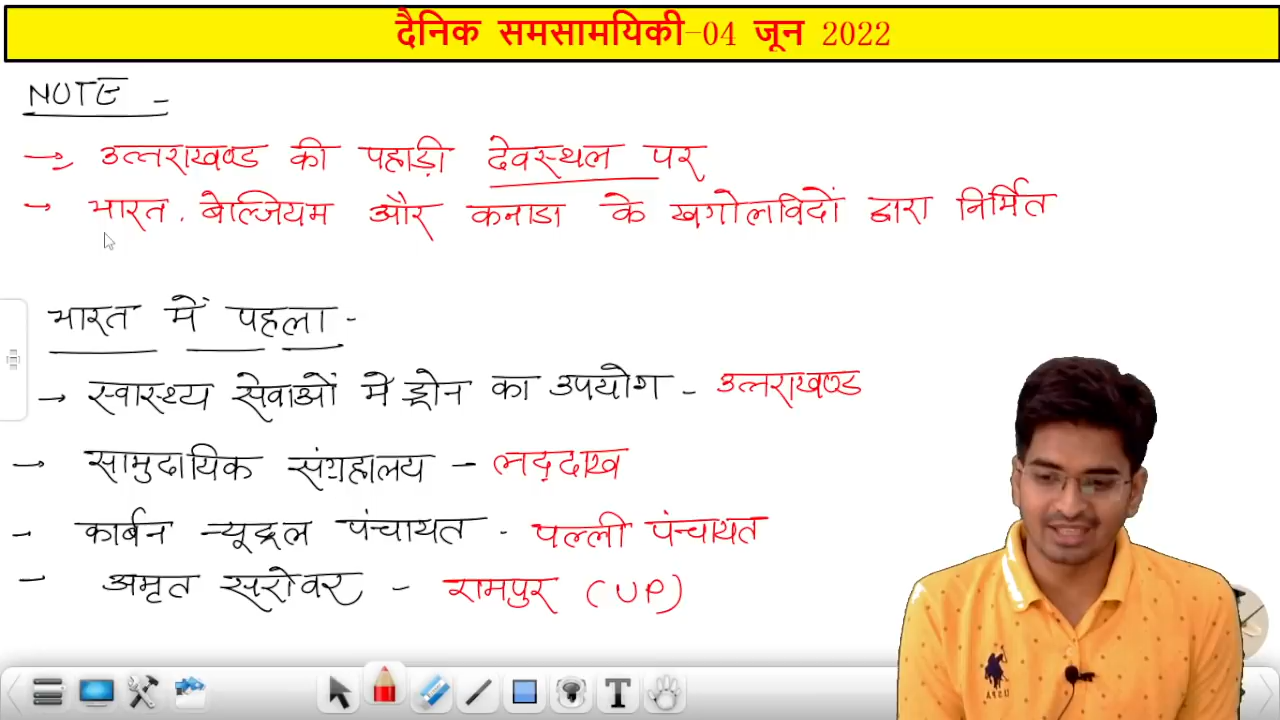 दैनिक समसामयिकी-04 जून 2022
NOTE -
→ उत्तराखण्ड की पहाड़ी देवस्थल पर
- भारत, बेल्जियम और कनाडा के खगोलविदों द्वारा निर्मित
भारत में पहला -
→ स्वास्थ्य सेवाओं में ड्रोन का उपयोग - उत्तराखण्ड
→ सामुदायिक संग्रहालय - लद्दाख
- कार्बन न्यूट्रल पंचायत - पल्ली पंचायत
- अमृत सरोवर - रामपुर (UP)